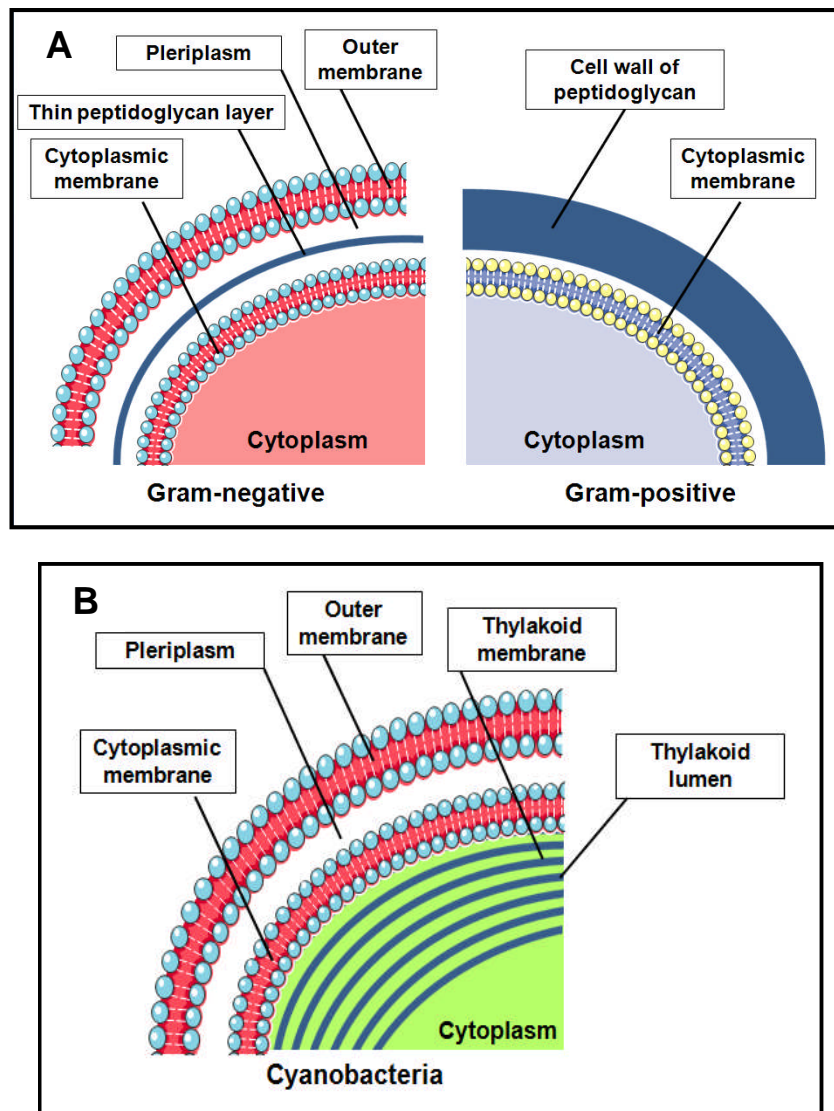 A
Pleriplasm
Outer
membrane
Thin peptidoglycan layer
Cytoplasmic
membrane
Cytoplasm
Gram-negative
Cell wall of
peptidoglycan
Cytoplasmic
membrane
Cytoplasm
Gram-positive
B
Outer
membrane
Pleriplasm
Thylakoid
membrane
Cytoplasmic
membrane
Thylakoid
lumen
Cytoplasm
Cyanobacteria